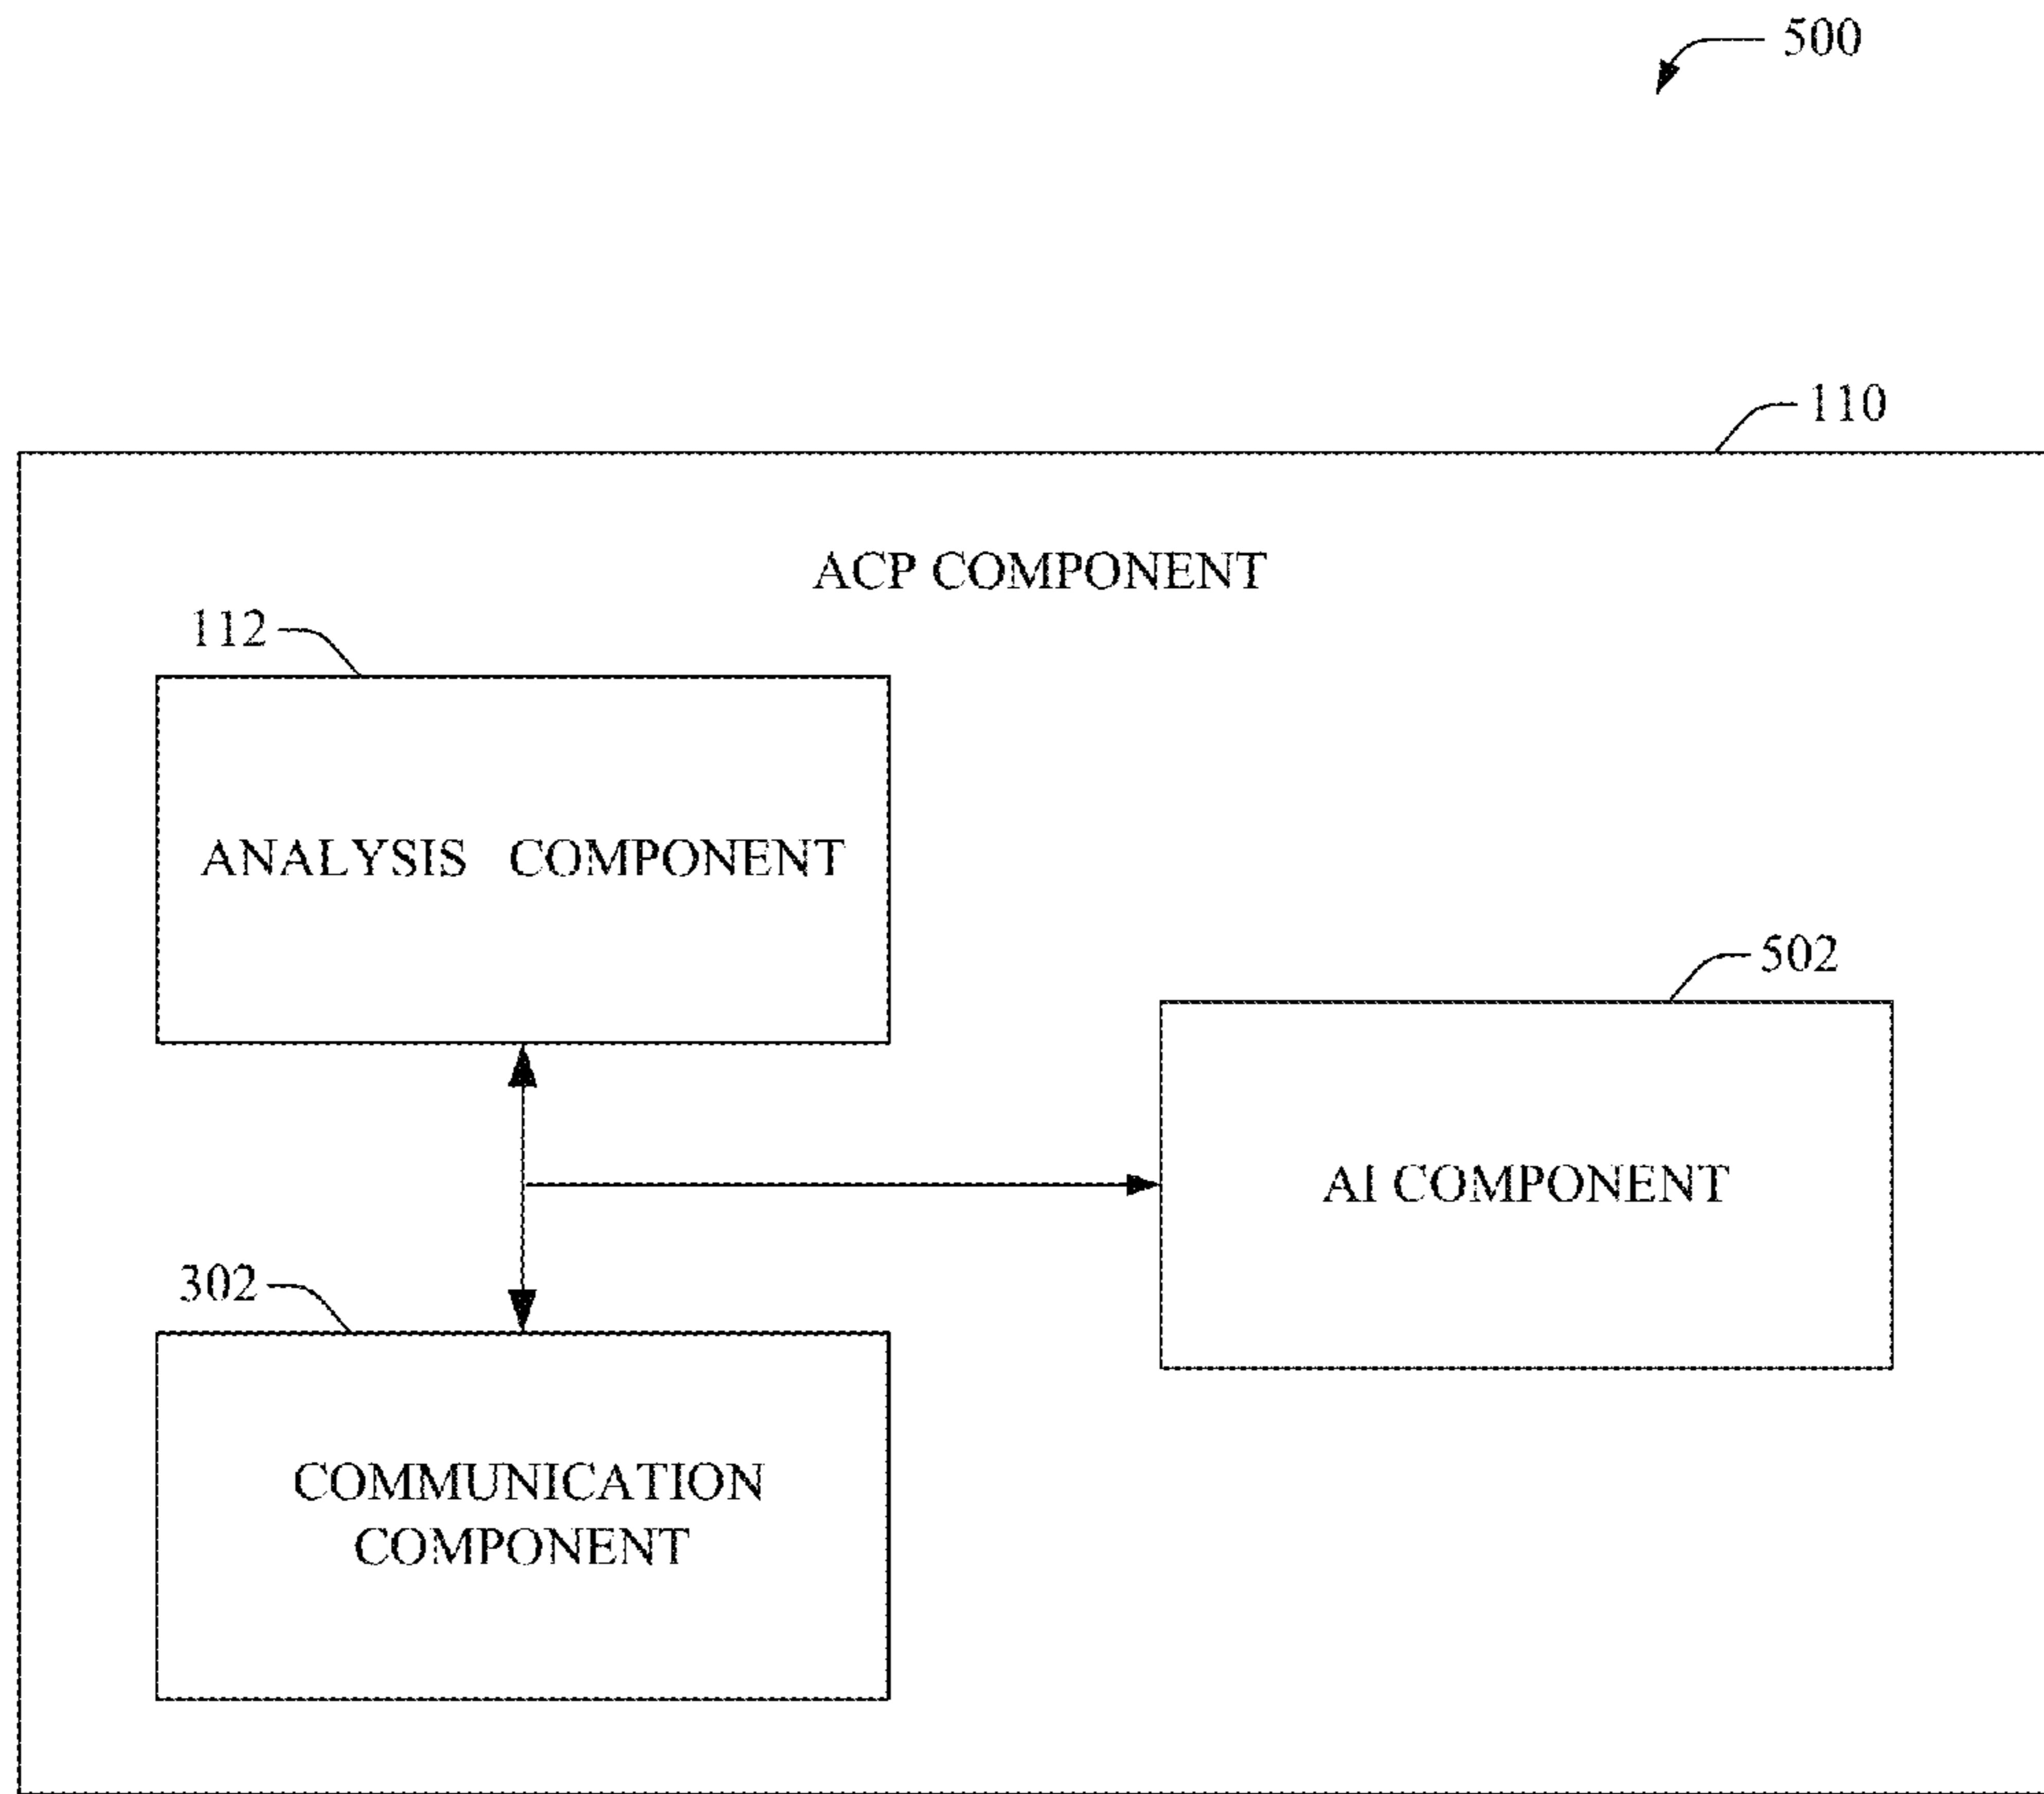 500
110
ACP COMPONENT
112
ANALYSIS COMPONENT
502
AI COMPONENT
302
COMMUNICATION
COMPONENT